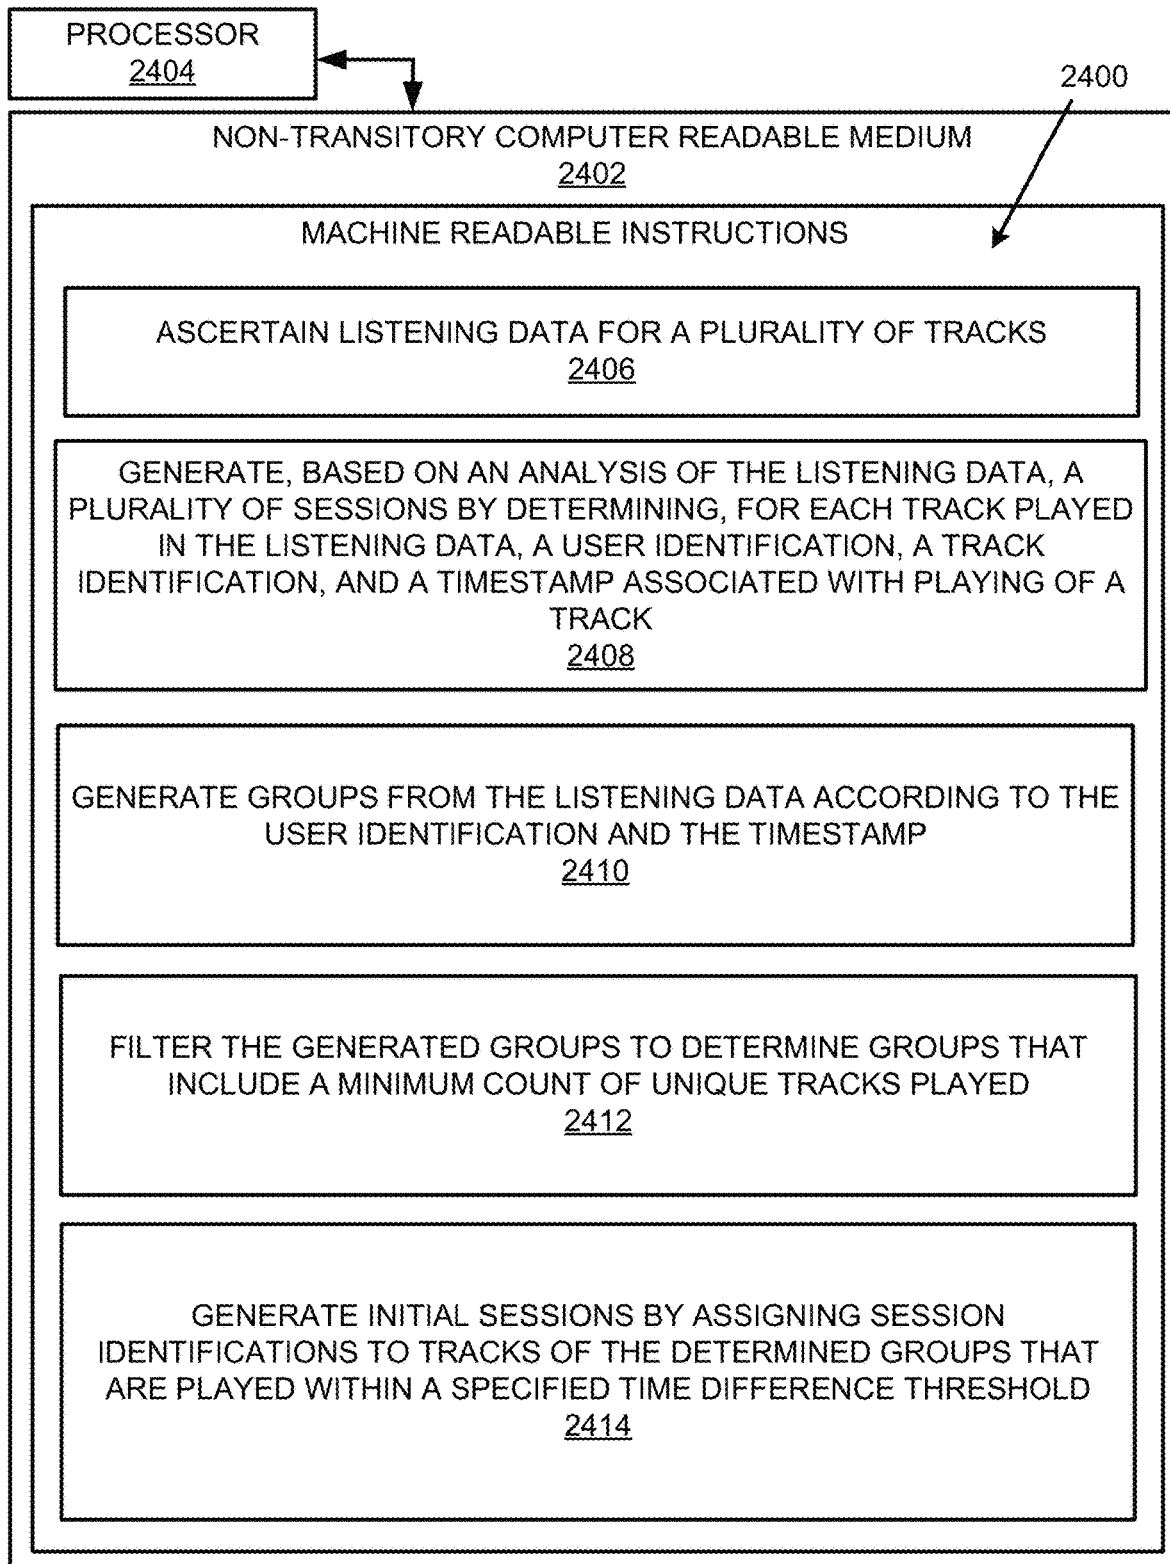 PROCESSOR
2404
2400
NON-TRANSITORY COMPUTER READABLE MEDIUM
2402
MACHINE READABLE INSTRUCTIONS
ASCERTAIN LISTENING DATA FOR A PLURALITY OF TRACKS
2406
GENERATE, BASED ON AN ANALYSIS OF THE LISTENING DATA, A
PLURALITY OF SESSIONS BY DETERMINING, FOR EACH TRACK PLAYED
IN THE LISTENING DATA, A USER IDENTIFICATION, A TRACK
IDENTIFICATION, AND A TIMESTAMP ASSOCIATED WITH PLAYING OF A
TRACK
2408
GENERATE GROUPS FROM THE LISTENING DATA ACCORDING TO THE
USER IDENTIFICATION AND THE TIMESTAMP
2410
FILTER THE GENERATED GROUPS TO DETERMINE GROUPS THAT
INCLUDE A MINIMUM COUNT OF UNIQUE TRACKS PLAYED
2412
GENERATE INITIAL SESSIONS BY ASSIGNING SESSION
IDENTIFICATIONS TO TRACKS OF THE DETERMINED GROUPS THAT
ARE PLAYED WITHIN A SPECIFIED TIME DIFFERENCE THRESHOLD
2414